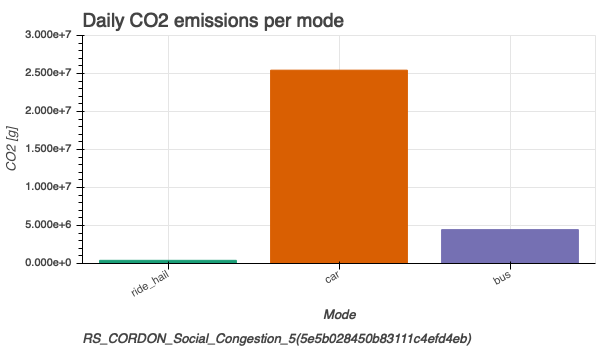 Daily CO2 emissions per mode
3.000e+7
2.500e+7
2.000e+7
1.500e+7
1.000e+7
5.000e+6
0.000e+0
CO2 [g]
ride_hail
car
bus
Mode
RS_CORDON_Social_Congestion_5(5e5b028450b83111c4efd4eb)